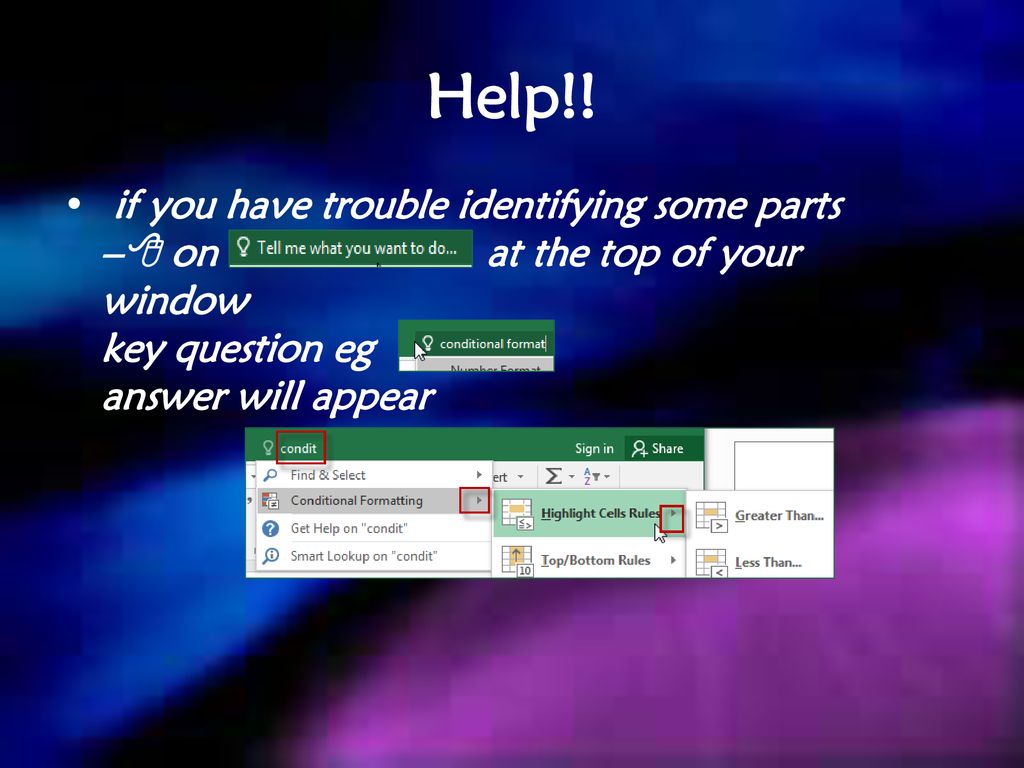 Help!!
• if you have trouble identifying some parts
–🖰 on Tell me what you want to do... at the top of your
window
key question eg conditional format
Number Format
answer will appear
condit Sign in Share
Find & Select ert Σ A Z
Conditional Formatting Highlight Cells Rules Greater Than...
Get Help on "condit"
Smart Lookup on "condit" 10 Top/Bottom Rules Less Than...